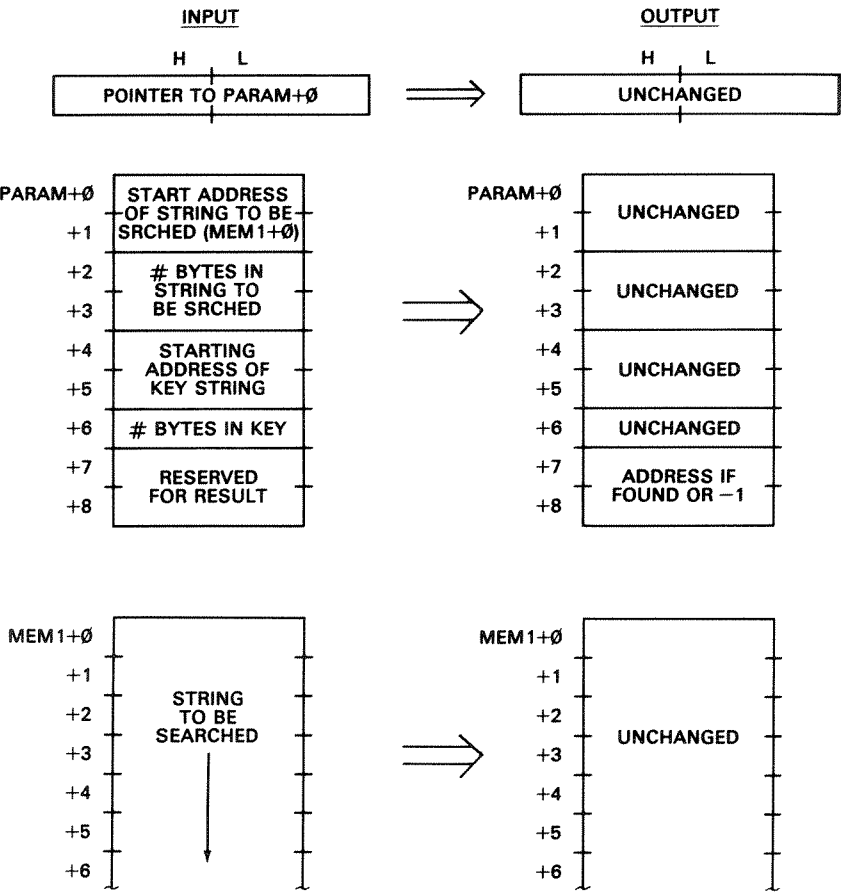 INPUT
OUTPUT
H L
H L
POINTER TO PARAM+Ø
UNCHANGED
PARAM+Ø
+1
START ADDRESS
OF STRING TO BE
SRCHED (MEM1+Ø)
+2
+3
# BYTES IN
STRING TO
BE SRCHED
+4
+5
STARTING
ADDRESS OF
KEY STRING
+6
# BYTES IN KEY
+7
+8
RESERVED
FOR RESULT
PARAM+Ø
+1
UNCHANGED
+2
+3
UNCHANGED
+4
+5
UNCHANGED
+6
UNCHANGED
+7
+8
ADDRESS IF
FOUND OR −1
MEM1+Ø
+1
+2
+3
+4
+5
+6
STRING
TO BE
SEARCHED
MEM1+Ø
+1
+2
+3
+4
+5
+6
UNCHANGED